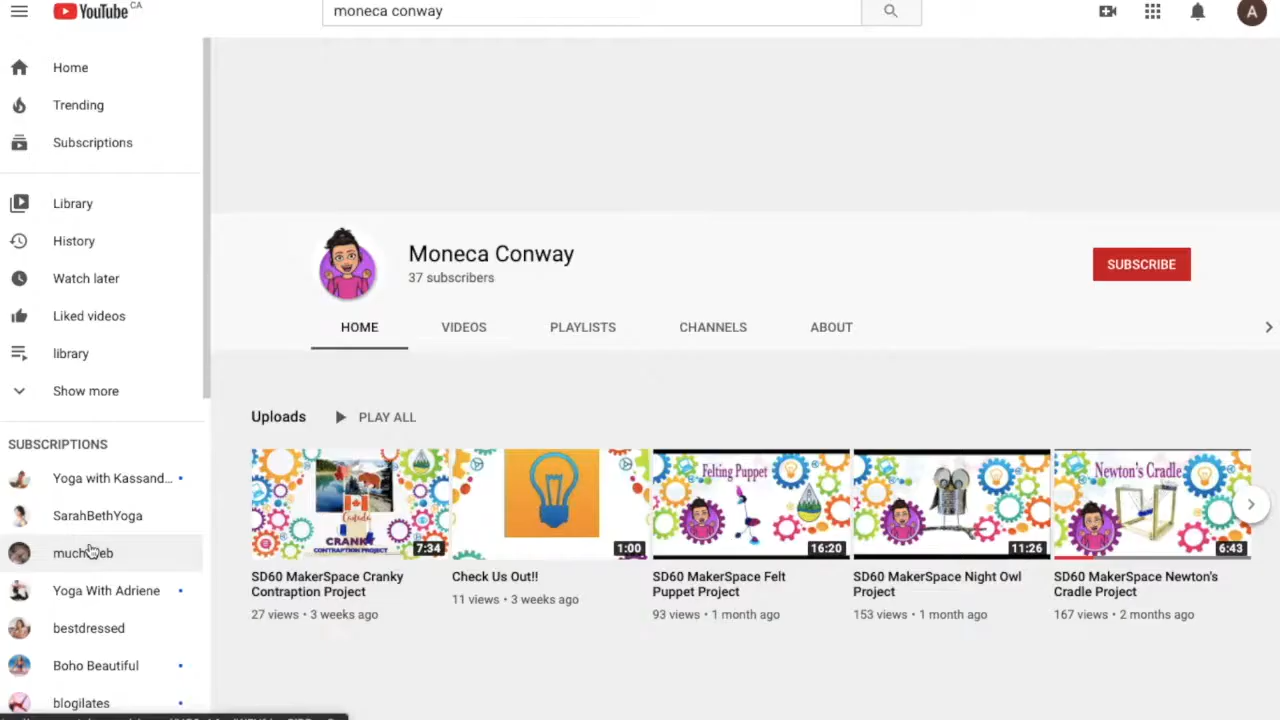 YouTube CA
moneca conway
A
Home
Trending
Subscriptions
Library
History
Watch later
Liked videos
library
Show more
SUBSCRIPTIONS
Yoga with Kassand...
SarahBethYoga
Yoga With Adriene
bestdressed
Boho Beautiful
blogilates
Moneca Conway
37 subscribers
SUBSCRIBE
HOME
VIDEOS
PLAYLISTS
CHANNELS
ABOUT
Uploads
PLAY ALL
Canada
CRANKY
CONTRAPTION PROJECT
7:34
1:00
Felting Puppet
16:20
11:26
Newton's Cradle
6:43
SD60 MakerSpace Cranky
Contraption Project
27 views • 3 weeks ago
Check Us Out!!
11 views • 3 weeks ago
SD60 MakerSpace Felt
Puppet Project
93 views • 1 month ago
SD60 MakerSpace Night Owl
Project
153 views • 1 month ago
SD60 MakerSpace Newton's
Cradle Project
167 views • 2 months ago